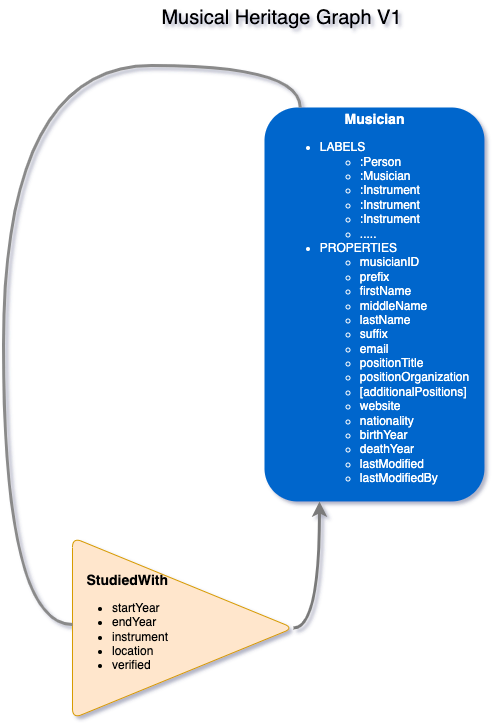 Musical Heritage Graph V1
Musician
LABELS
:Person
:Musician
:Instrument
:Instrument
:Instrument
.....
PROPERTIES
musicianID
prefix
firstName
middleName
lastName
suffix
email
positionTitle
positionOrganization
[additionalPositions]
website
nationality
birthYear
deathYear
lastModified
lastModifiedBy
StudiedWith
startYear
endYear
instrument
location
verified